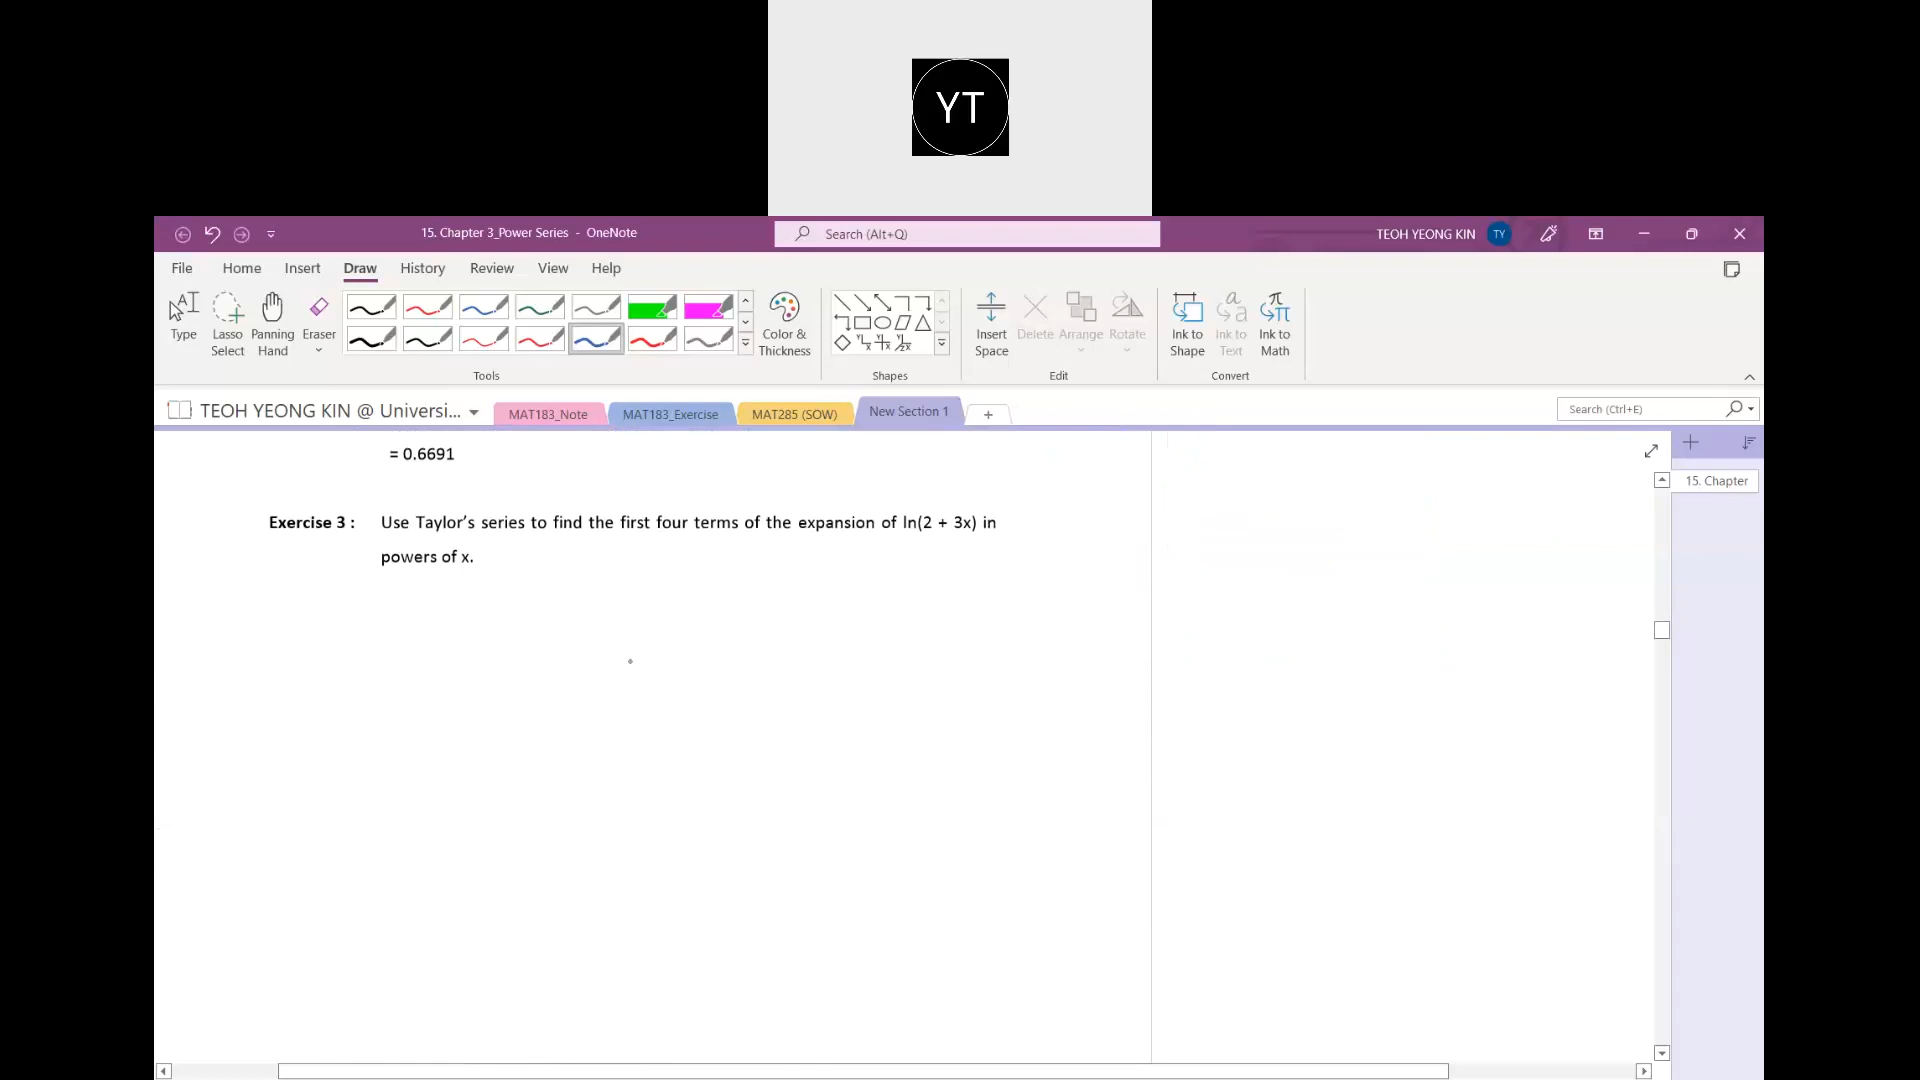 YT
15. Chapter 3_Power Series - OneNote
Search (Alt+Q)
TEOH YEONG KIN TY
File Home Insert Draw History Review View Help
Type Lasso Select Panning Hand Eraser Color & Thickness Insert Space Delete Arrange Rotate Ink to Shape Ink to Text Ink to Math
Tools Shapes Edit Convert
TEOH YEONG KIN @ Universi... MAT183_Note MAT183_Exercise MAT285 (SOW) New Section 1 + Search (Ctrl+E)
= 0.6691
15. Chapter
Exercise 3 : Use Taylor’s series to find the first four terms of the expansion of ln(2 + 3x) in
powers of x.